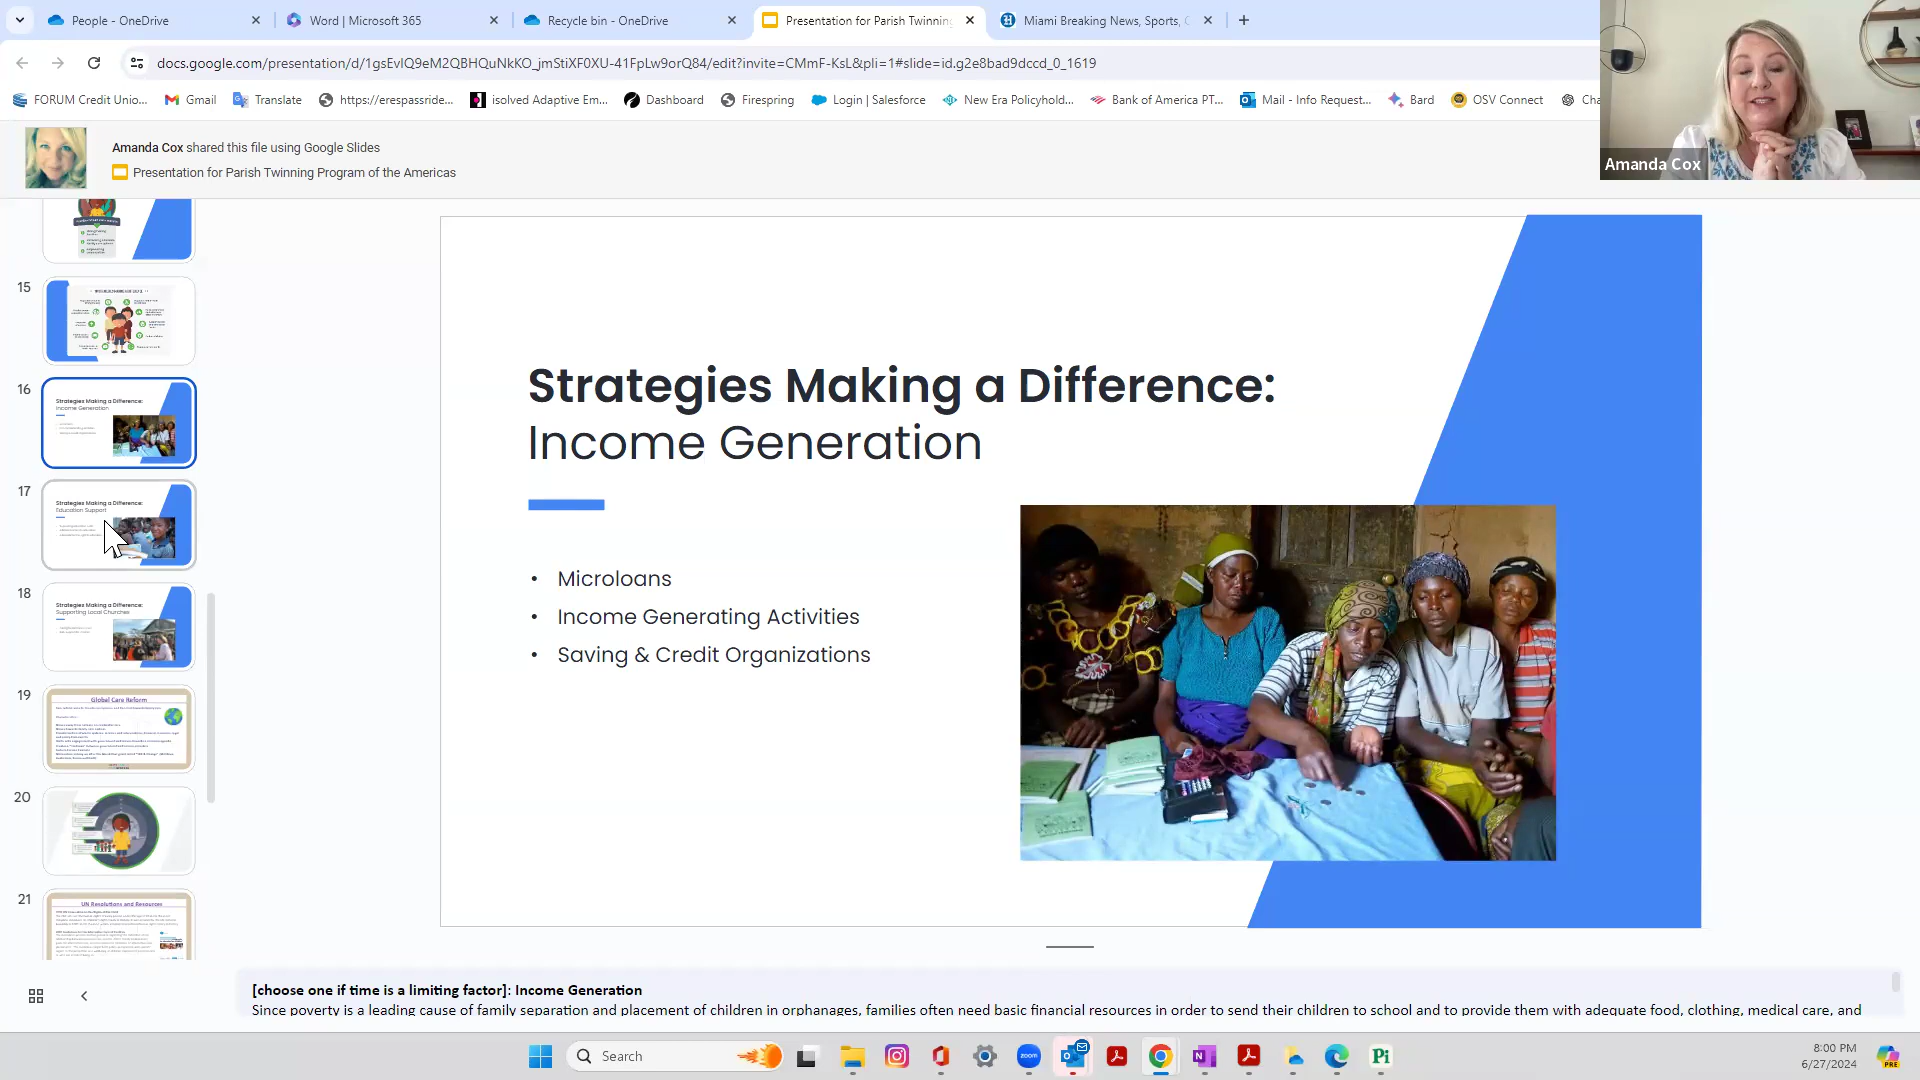 People - OneDrive
Word | Microsoft 365
Recycle bin - OneDrive
Presentation for Parish Twinning
Miami Breaking News, Sports,
docs.google.com/presentation/d/1gsEvIQ9eM2QBHQuNkKO_jmStiXF0XU-41FpLw9orQ84/edit?invite=CMmF-KsL&pli=1#slide=id.g2e8bad9dccd_0_1619
FORUM Credit Unio...
Gmail
Translate
https://erespassride...
isolved Adaptive Em...
Dashboard
Firespring
Login | Salesforce
New Era Policyhold...
Bank of America PT...
Mail - Info Request...
Bard
OSV Connect
Cha
Amanda Cox
Amanda Cox shared this file using Google Slides
Presentation for Parish Twinning Program of the Americas
15
16
Strategies Making a Difference:
Income Generation
17
Strategies Making a Difference:
Education Support
18
Strategies Making a Difference:
Supporting Local Churches
19
Global Care Reform
20
21
UN Resolutions and Resources
Strategies Making a Difference:
Income Generation
• Microloans
• Income Generating Activities
• Saving & Credit Organizations
[choose one if time is a limiting factor]: Income Generation
Since poverty is a leading cause of family separation and placement of children in orphanages, families often need basic financial resources in order to send their children to school and to provide them with adequate food, clothing, medical care, and
Search
zoom
PRE
8:00 PM
6/27/2024